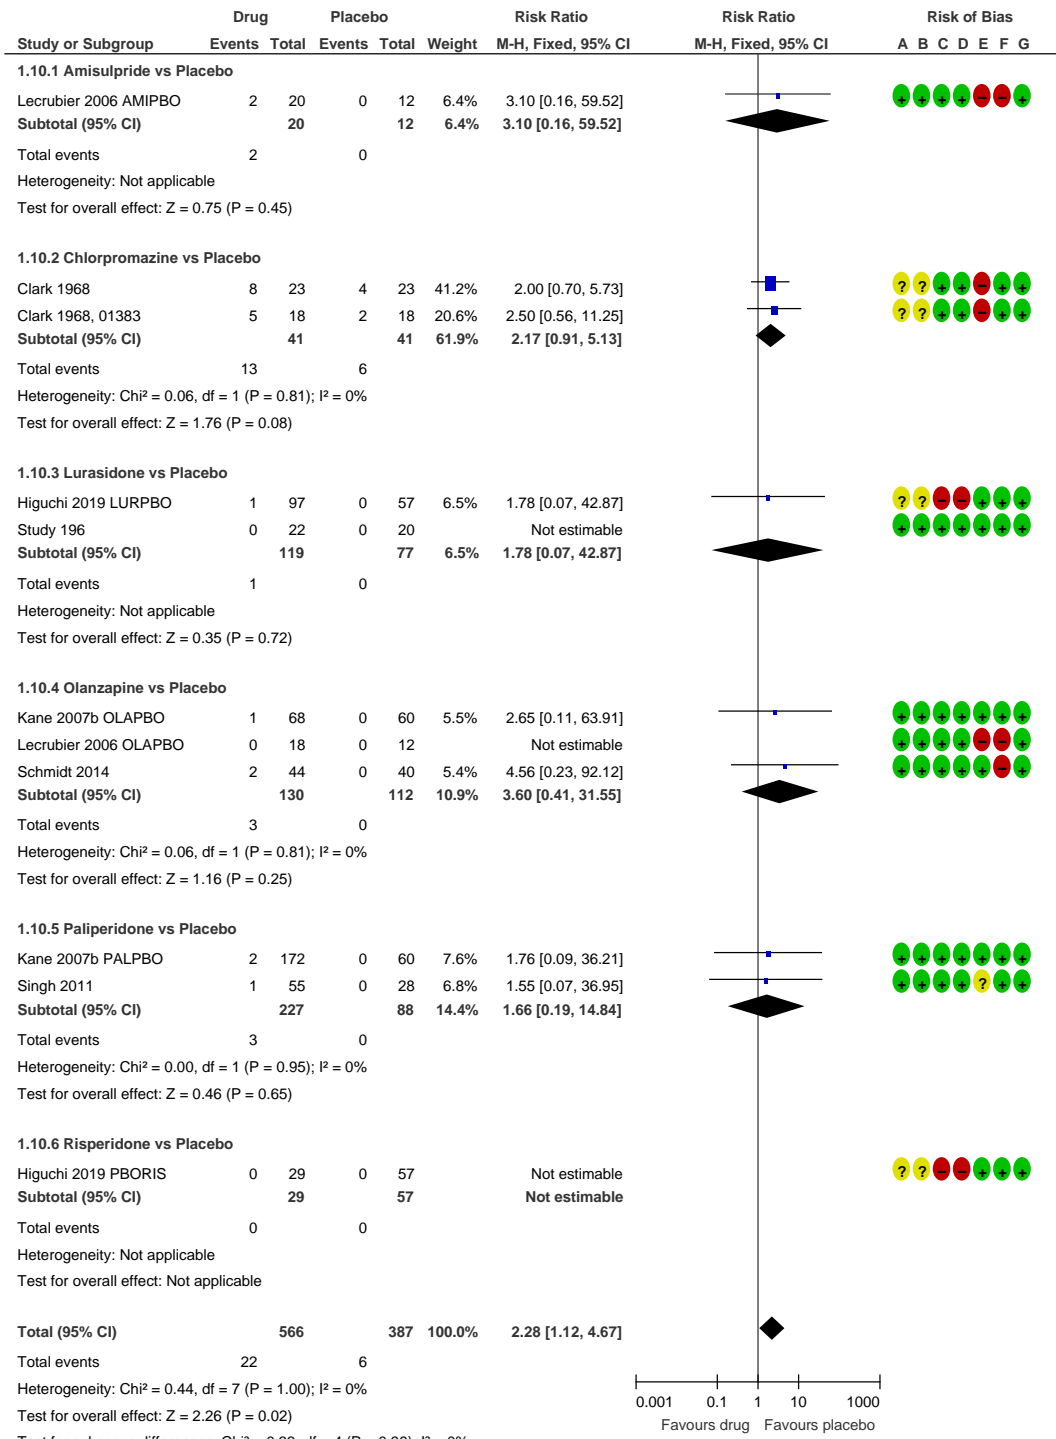 Drug Placebo Risk Ratio Risk Ratio Risk of Bias
Study or Subgroup Events Total Events Total Weight M-H, Fixed, 95% CI M-H, Fixed, 95% CI A B C D E F G
1.10.1 Amisulpride vs Placebo
Lecrubier 2006 AMIPBO 2 20 0 12 6.4% 3.10 [0.16, 59.52] + + + + − − +
Subtotal (95% CI) 20 12 6.4% 3.10 [0.16, 59.52]
Total events 2 0
Heterogeneity: Not applicable
Test for overall effect: Z = 0.75 (P = 0.45)
1.10.2 Chlorpromazine vs Placebo
Clark 1968 8 23 4 23 41.2% 2.00 [0.70, 5.73] ? ? + + − + +
Clark 1968, 01383 5 18 2 18 20.6% 2.50 [0.56, 11.25] ? ? + + − + +
Subtotal (95% CI) 41 41 61.9% 2.17 [0.91, 5.13]
Total events 13 6
Heterogeneity: Chi² = 0.06, df = 1 (P = 0.81); I² = 0%
Test for overall effect: Z = 1.76 (P = 0.08)
1.10.3 Lurasidone vs Placebo
Higuchi 2019 LURPBO 1 97 0 57 6.5% 1.78 [0.07, 42.87] ? ? − − + + +
Study 196 0 22 0 20 Not estimable + + + + + + +
Subtotal (95% CI) 119 77 6.5% 1.78 [0.07, 42.87]
Total events 1 0
Heterogeneity: Not applicable
Test for overall effect: Z = 0.35 (P = 0.72)
1.10.4 Olanzapine vs Placebo
Kane 2007b OLAPBO 1 68 0 60 5.5% 2.65 [0.11, 63.91] + + + + + + +
Lecrubier 2006 OLAPBO 0 18 0 12 Not estimable + + + + − − +
Schmidt 2014 2 44 0 40 5.4% 4.56 [0.23, 92.12] + + + + + − +
Subtotal (95% CI) 130 112 10.9% 3.60 [0.41, 31.55]
Total events 3 0
Heterogeneity: Chi² = 0.06, df = 1 (P = 0.81); I² = 0%
Test for overall effect: Z = 1.16 (P = 0.25)
1.10.5 Paliperidone vs Placebo
Kane 2007b PALPBO 2 172 0 60 7.6% 1.76 [0.09, 36.21] + + + + + + +
Singh 2011 1 55 0 28 6.8% 1.55 [0.07, 36.95] + + + + ? + +
Subtotal (95% CI) 227 88 14.4% 1.66 [0.19, 14.84]
Total events 3 0
Heterogeneity: Chi² = 0.00, df = 1 (P = 0.95); I² = 0%
Test for overall effect: Z = 0.46 (P = 0.65)
1.10.6 Risperidone vs Placebo
Higuchi 2019 PBORIS 0 29 0 57 Not estimable ? ? − − + + +
Subtotal (95% CI) 29 57 Not estimable
Total events 0 0
Heterogeneity: Not applicable
Test for overall effect: Not applicable
Total (95% CI) 566 387 100.0% 2.28 [1.12, 4.67]
Total events 22 6
Heterogeneity: Chi² = 0.44, df = 7 (P = 1.00); I² = 0%
Test for overall effect: Z = 2.26 (P = 0.02)
0.001 0.1 1 10 1000
Favours drug Favours placebo